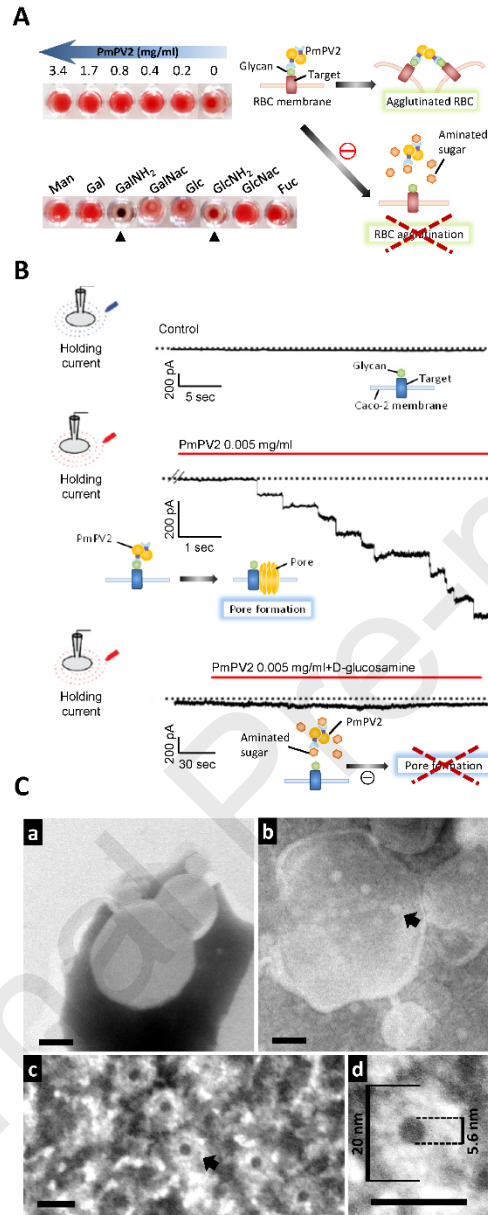 A
PmPV2 (mg/ml)
3.4 1.7 0.8 0.4 0.2 0
PmPV2
Glycan
Target
RBC membrane
Agglutinated RBC
Aminated
sugar
RBC agglutination
Man Gal GalNH2 GalNac Glc GlcNH2 GlcNac Fuc
B
Control
Holding
current
200 pA
5 sec
Glycan
Target
Caco-2 membrane
PmPV2 0.005 mg/ml
Holding
current
200 pA
1 sec
PmPV2
Pore
Pore formation
PmPV2 0.005 mg/ml+D-glucosamine
Holding
current
200 pA
30 sec
PmPV2
Aminated
sugar
Pore formation
C
a
b
c
d
20 nm
5.6 nm
nal Pre-p